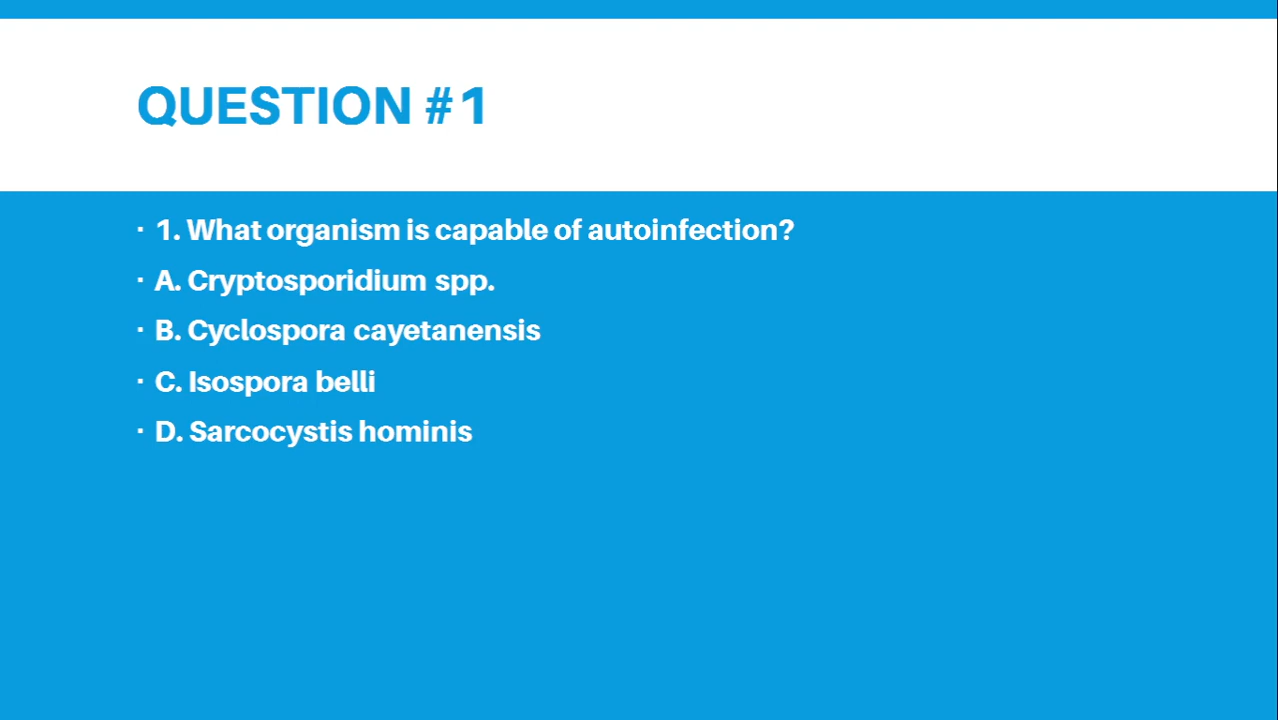 QUESTION #1
· 1. What organism is capable of autoinfection?
· A. Cryptosporidium spp.
· B. Cyclospora cayetanensis
· C. Isospora belli
· D. Sarcocystis hominis